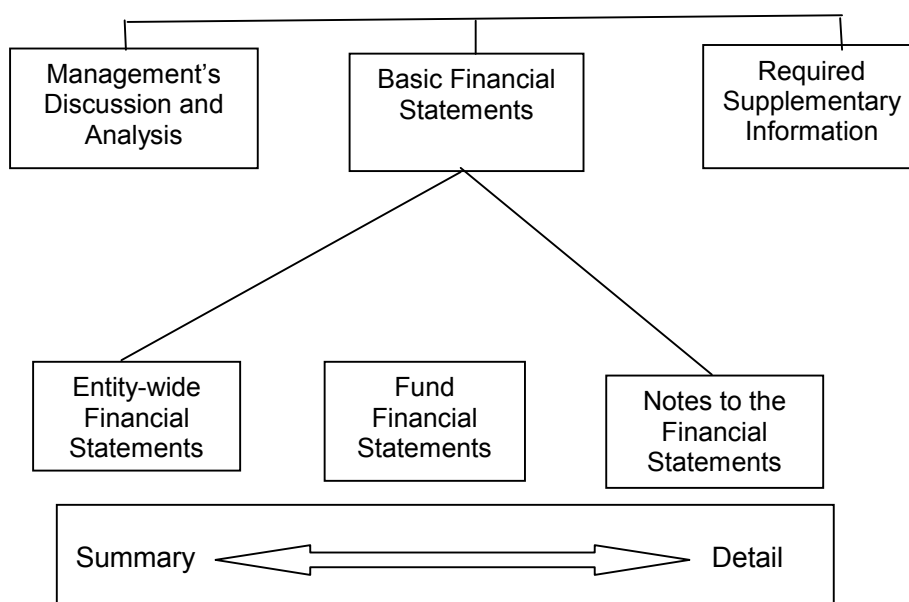 Management’s
Discussion and
Analysis
Basic Financial
Statements
Required
Supplementary
Information
Entity-wide
Financial
Statements
Fund
Financial
Statements
Notes to the
Financial
Statements
Summary
Detail